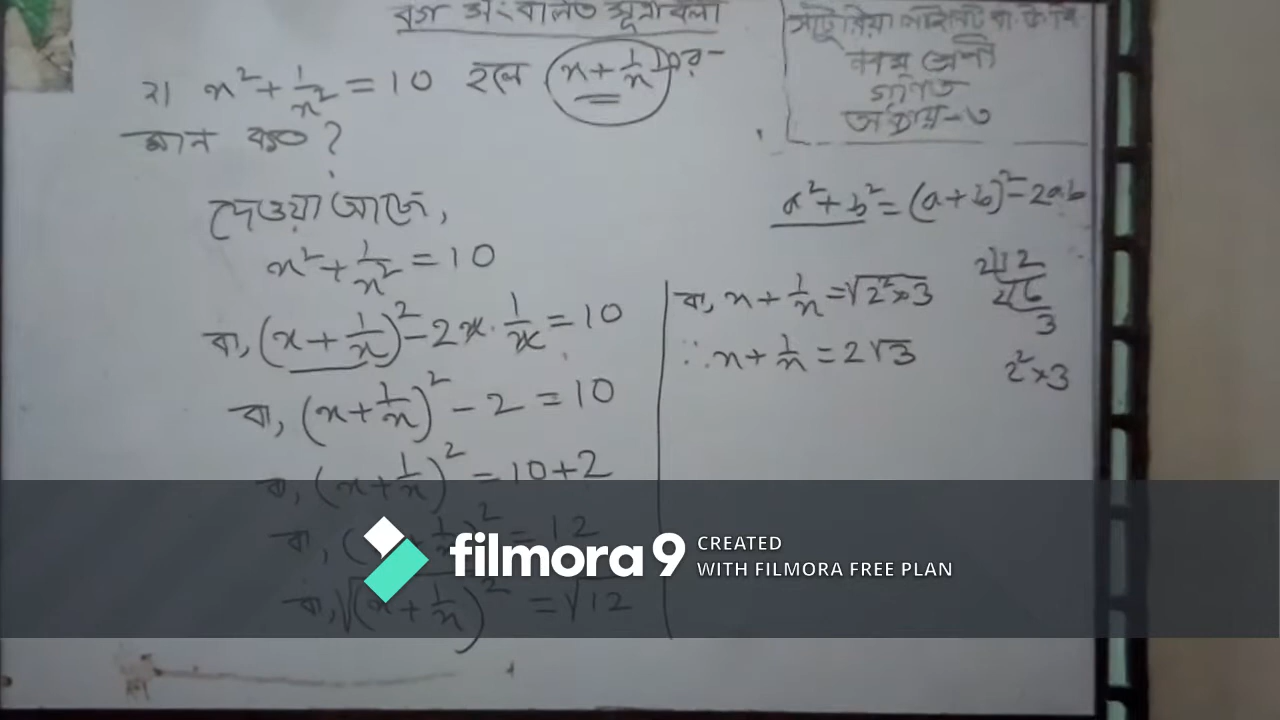 বর্গ সংবলিত সূত্রাবলী
২। x² + 1/x² = 10 হলে (x + 1/x) এর
মান কত?
নবম শ্রেণী
গণিত
অধ্যায়-৩
দেওয়া আছে,
x² + 1/x² = 10
বা, (x + 1/x)² - 2x · 1/x = 10
বা, (x + 1/x)² - 2 = 10
বা, (x + 1/x)² = 10 + 2
বা, (x + 1/x)² = 12
বা, √(x + 1/x)² = √12
a² + b² = (a + b)² - 2ab
বা, x + 1/x = √2² × 3
∴ x + 1/x = 2√3
2 12
2 6
3
2² × 3
filmora 9
CREATED
WITH FILMORA FREE PLAN